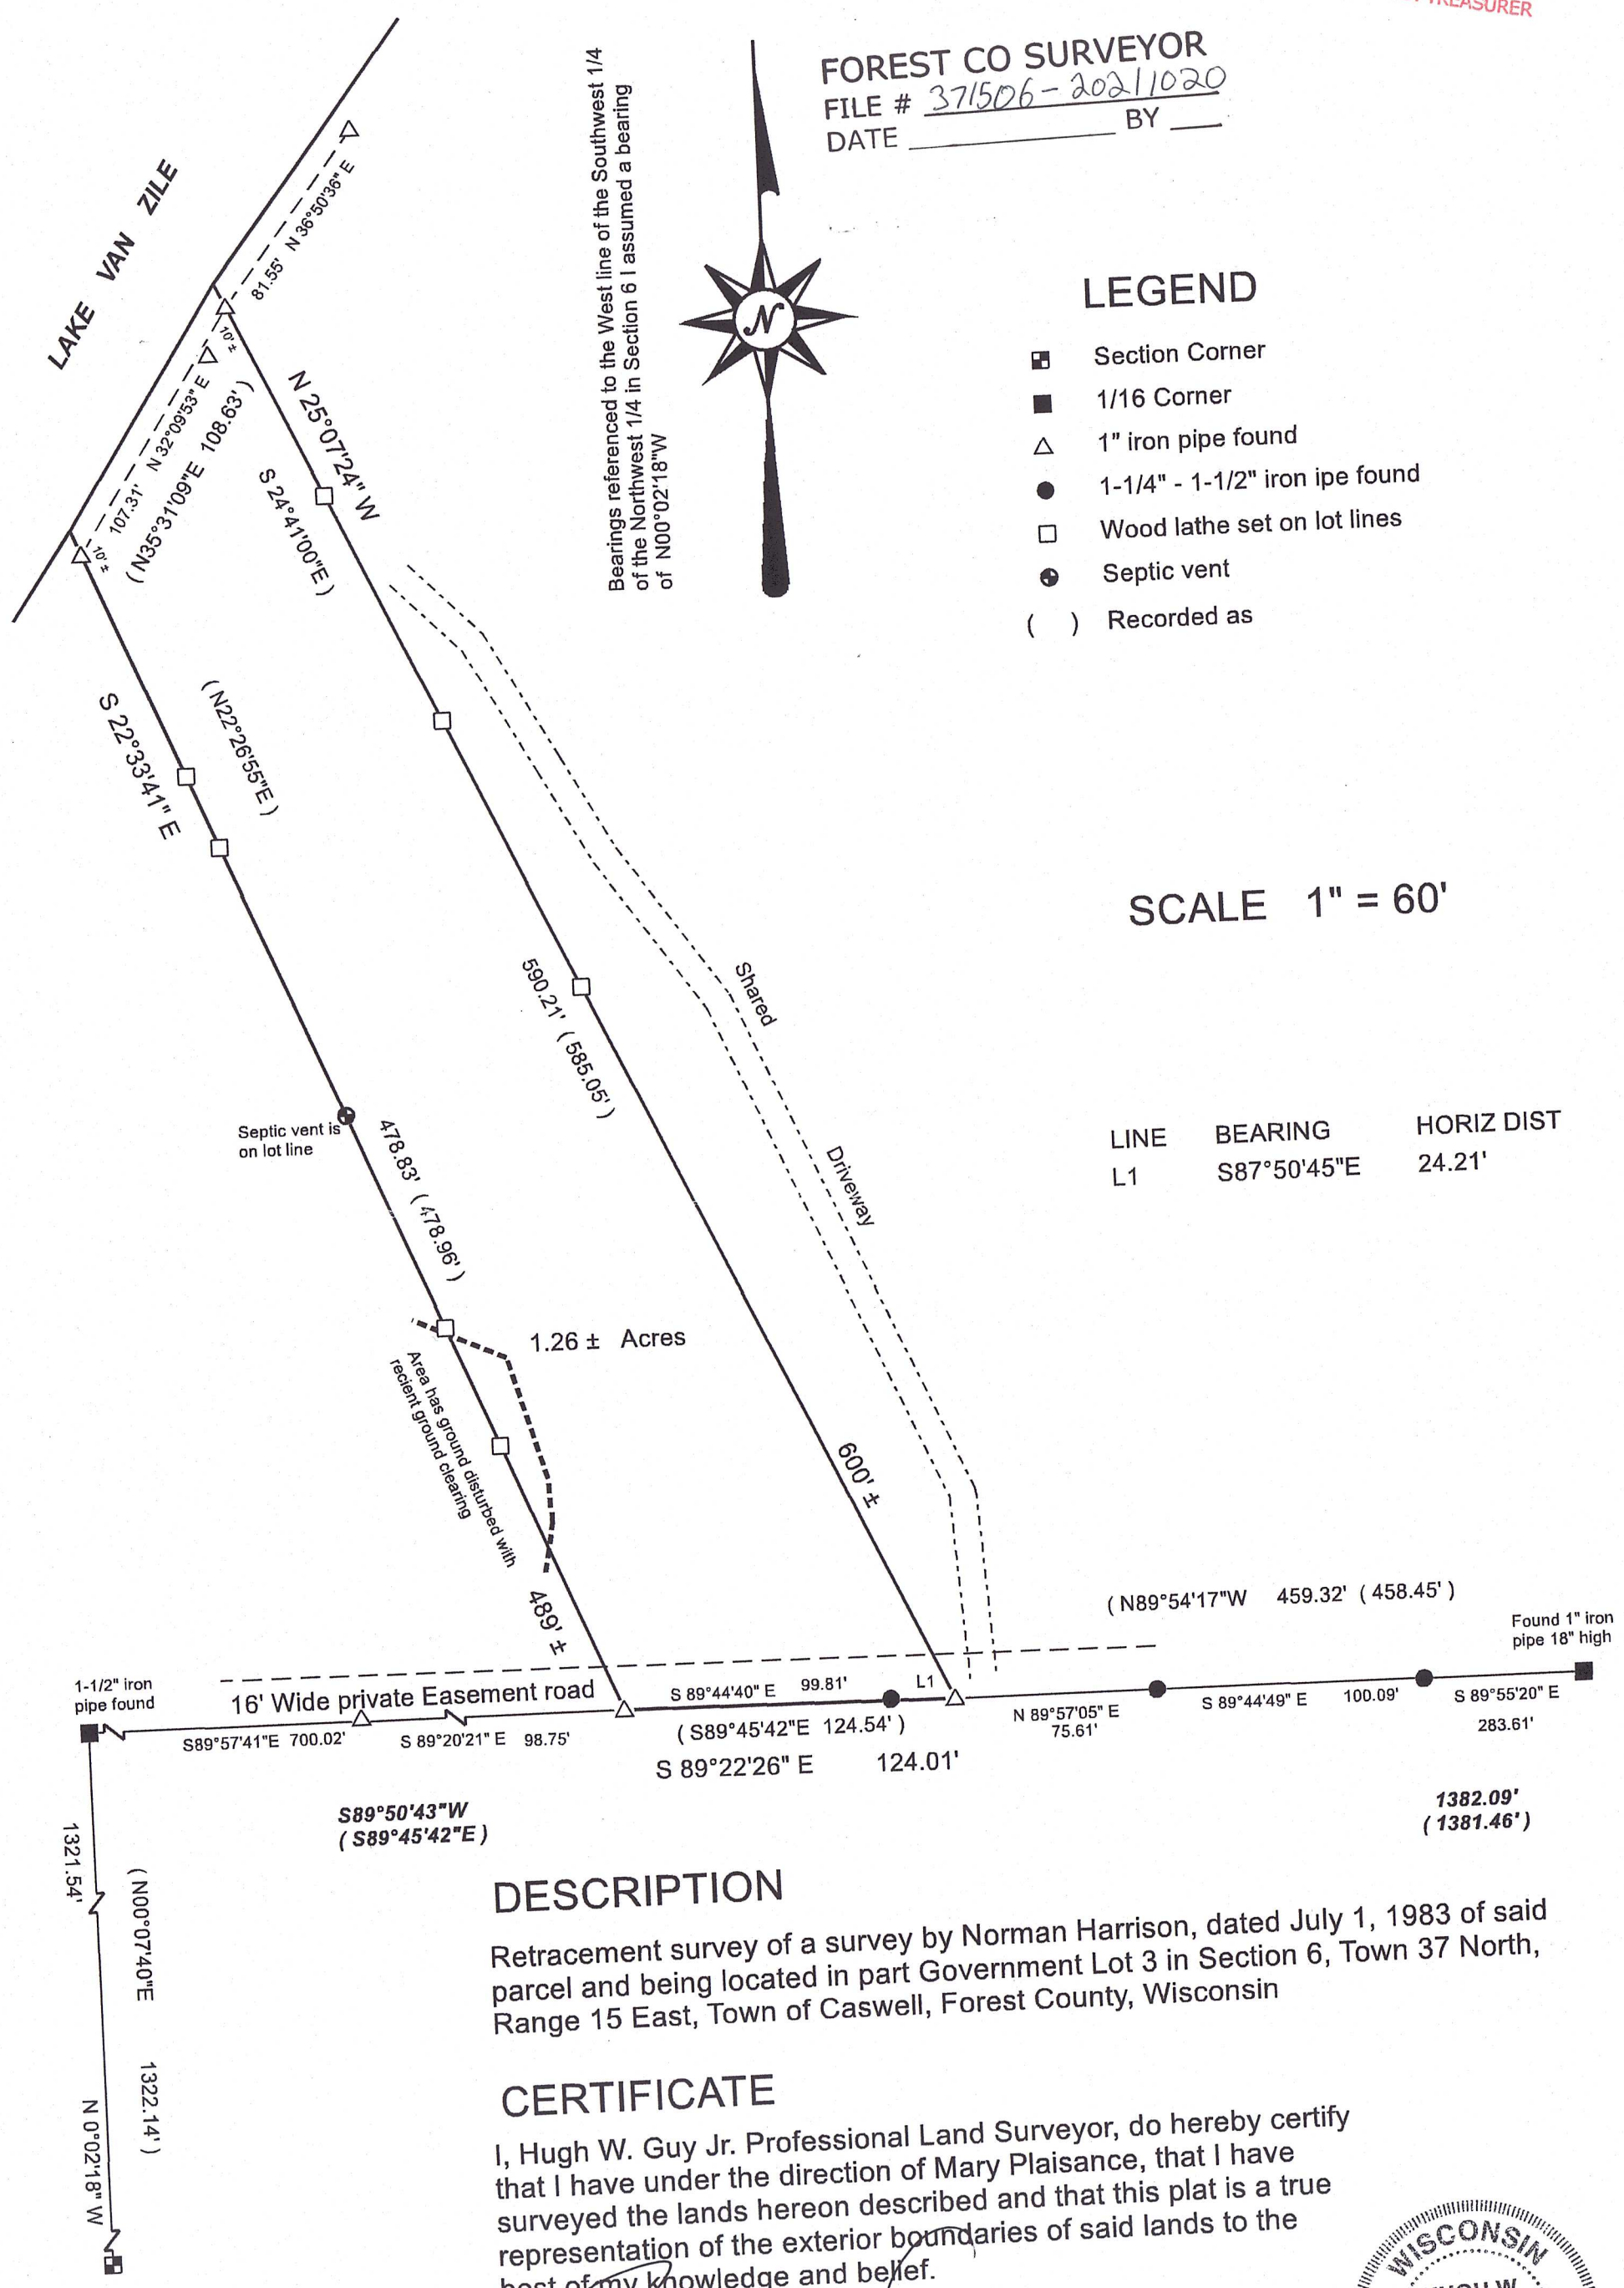 TREASURER
FOREST CO SURVEYOR
FILE # 371506-20211020
DATE ________ BY ___
LAKE VAN ZILE
81.55' N 36°50'36" E
10' ±
107.31' N 32°09'53" E
(N35°31'09"E 108.63' )
10' ±
N 25°07'24" W
S 24°41'00"E )
Bearings referenced to the West line of the Southwest 1/4
of the Northwest 1/4 in Section 6 I assumed a bearing
of N00°02'18"W
N
LEGEND
Section Corner
1/16 Corner
1" iron pipe found
1-1/4" - 1-1/2" iron ipe found
Wood lathe set on lot lines
Septic vent
( ) Recorded as
S 22°33'41" E
(N22°26'55"E )
SCALE 1" = 60'
590.21' ( 585.05' )
Shared
Driveway
LINE BEARING HORIZ DIST
L1 S87°50'45"E 24.21'
Septic vent is
on lot line
478.83' ( 478.96' )
1.26 ± Acres
Area has ground disturbed with
recient ground clearing
600' ±
489' ±
( N89°54'17"W 459.32' ( 458.45' )
Found 1" iron
pipe 18" high
1-1/2" iron
pipe found
16' Wide private Easement road
S 89°44'40" E 99.81' L1
S89°57'41"E 700.02'
S 89°20'21" E 98.75'
( S89°45'42"E 124.54' )
S 89°22'26" E 124.01'
N 89°57'05" E
75.61'
S 89°44'49" E 100.09'
S 89°55'20" E
283.61'
S89°50'43"W
( S89°45'42"E )
1382.09'
( 1381.46' )
1321.54'
( N00°07'40"E 1322.14' )
N 0°02'18" W
DESCRIPTION
Retracement survey of a survey by Norman Harrison, dated July 1, 1983 of said
parcel and being located in part Government Lot 3 in Section 6, Town 37 North,
Range 15 East, Town of Caswell, Forest County, Wisconsin
CERTIFICATE
I, Hugh W. Guy Jr. Professional Land Surveyor, do hereby certify
that I have under the direction of Mary Plaisance, that I have
surveyed the lands hereon described and that this plat is a true
representation of the exterior boundaries of said lands to the
best of my knowledge and belief.
WISCONSIN